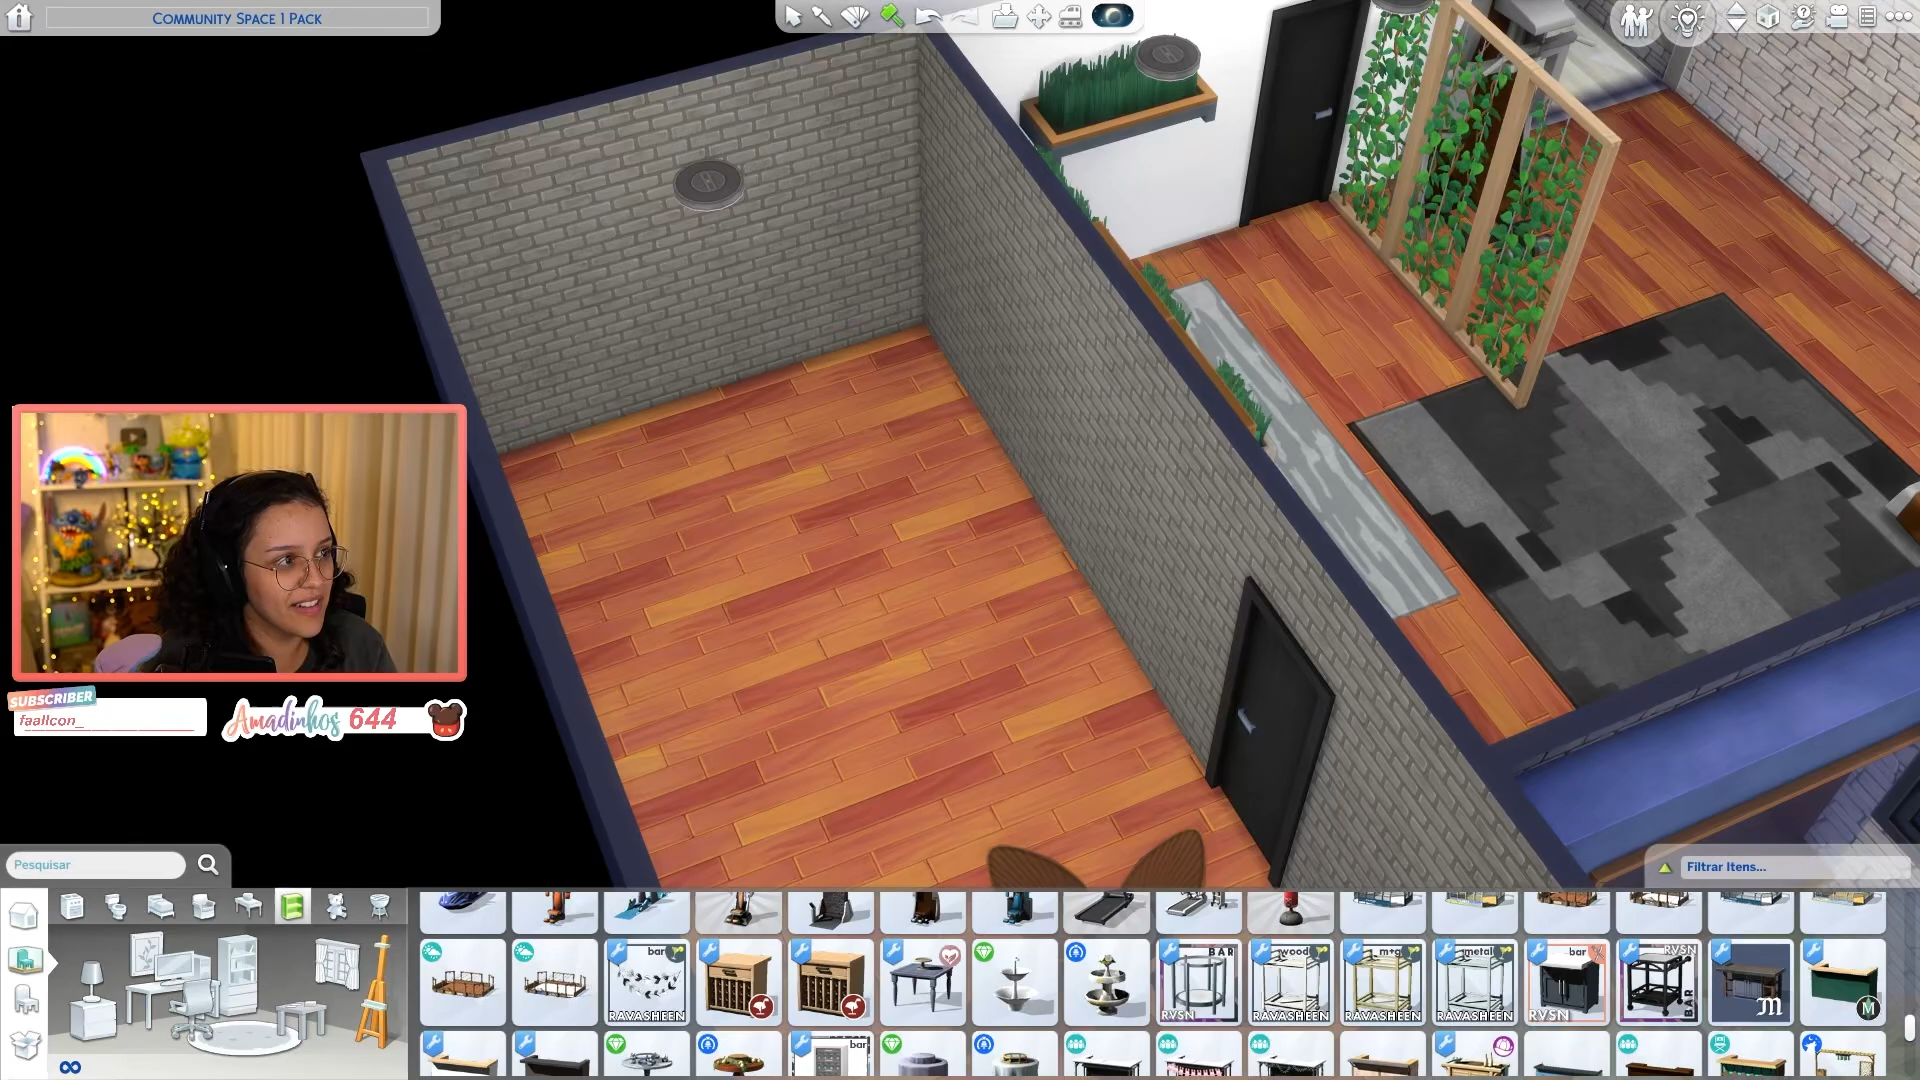 Community Space 1 Pack
SUBSCRIBER
faallcon_
Amadinhos 644
Pesquisar
Filtrar Itens...
bar
RAVASHEEN
BAR
RVSN
wood
RAVASHEEN
RAVASHEEN
metal
RAVASHEEN
bar
RVSN
RVSN
BAR
m
M
bar